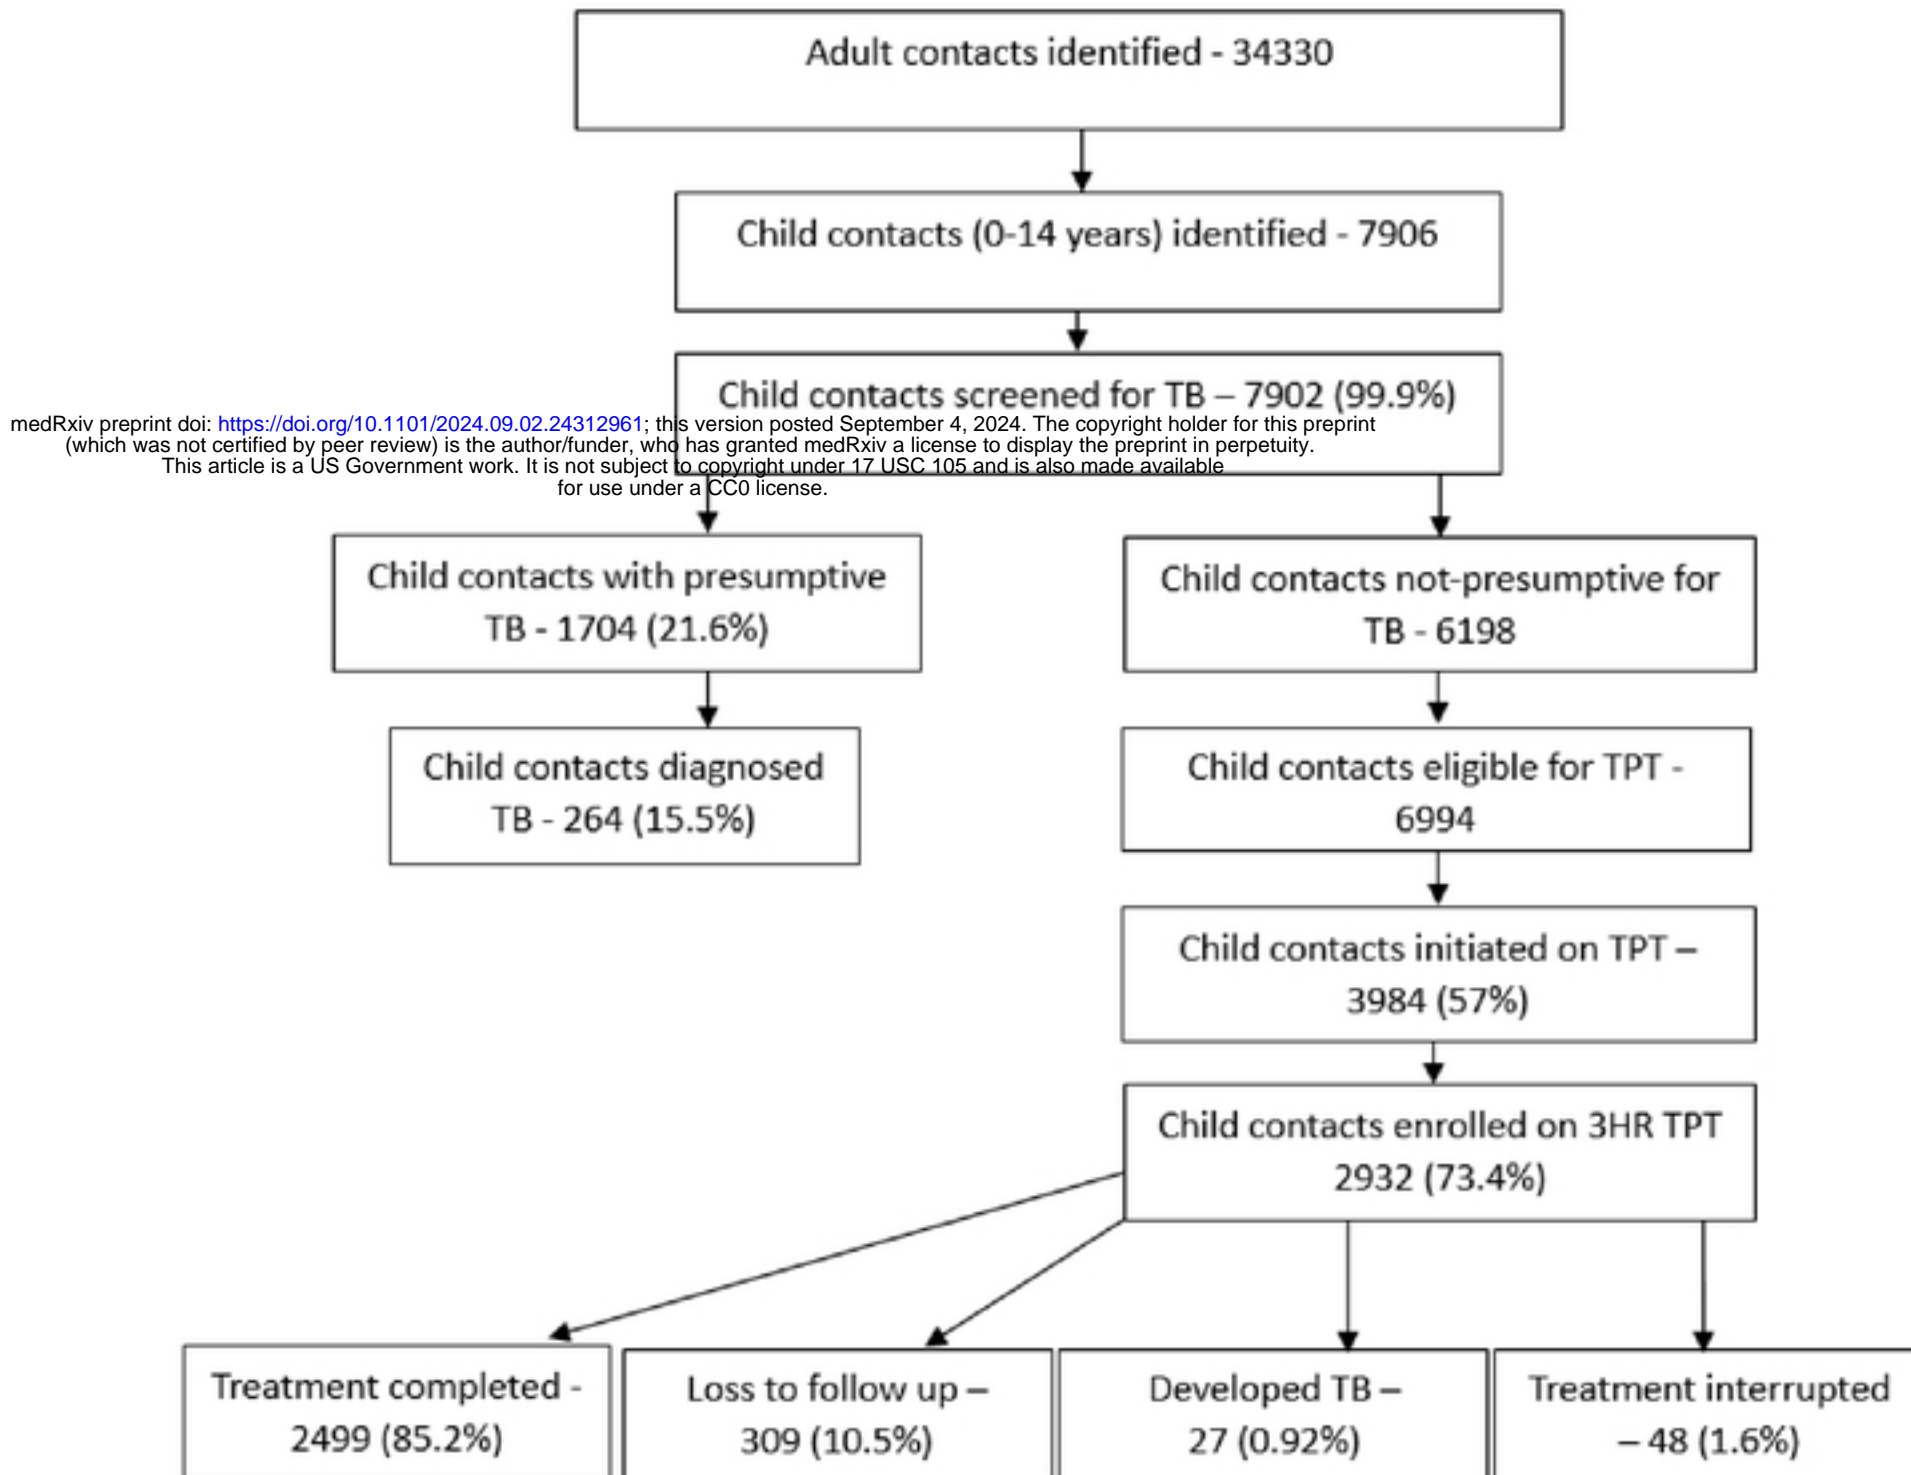 Adult contacts identified - 34330
Child contacts (0-14 years) identified - 7906
Child contacts screened for TB – 7902 (99.9%)
medRxiv preprint doi: https://doi.org/10.1101/2024.09.02.24312961; this version posted September 4, 2024. The copyright holder for this preprint
(which was not certified by peer review) is the author/funder, who has granted medRxiv a license to display the preprint in perpetuity.
This article is a US Government work. It is not subject to copyright under 17 USC 105 and is also made available
for use under a CC0 license.
Child contacts with presumptive
TB - 1704 (21.6%)
Child contacts not-presumptive for
TB - 6198
Child contacts diagnosed
TB - 264 (15.5%)
Child contacts eligible for TPT -
6994
Child contacts initiated on TPT –
3984 (57%)
Child contacts enrolled on 3HR TPT
2932 (73.4%)
Treatment completed -
2499 (85.2%)
Loss to follow up –
309 (10.5%)
Developed TB –
27 (0.92%)
Treatment interrupted
– 48 (1.6%)